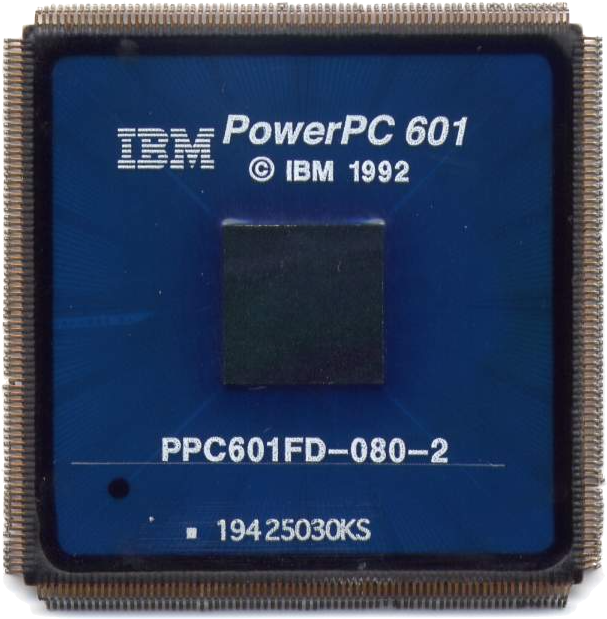 IBM PowerPC 601
© IBM 1992
PPC601FD-080-2
19425030KS